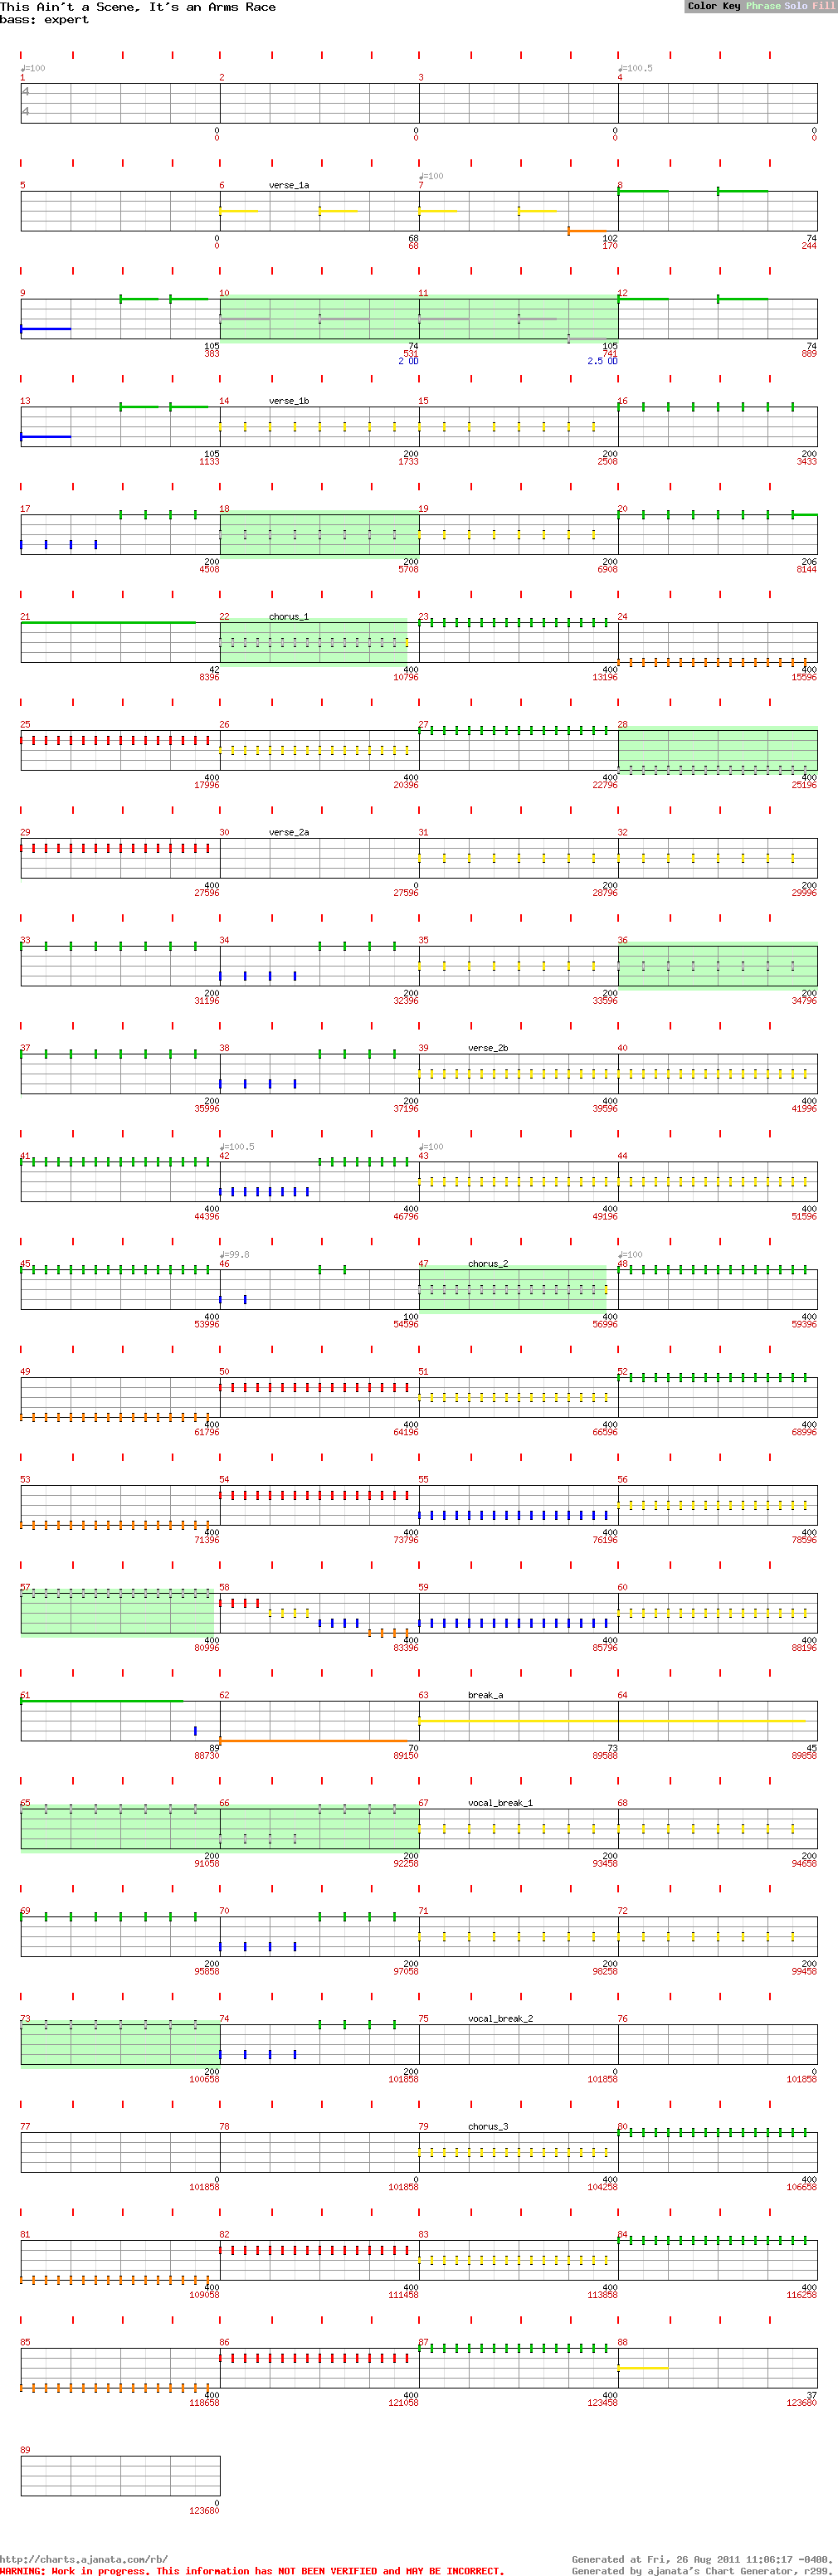 This Ain't a Scene, It's an Arms Race
Color Key Phrase Solo Fill
bass: expert
♩=100 ♩=100.5
1 2 3 4
4
4
0 0 0 0
0 0 0 0
♩=100
5 6 verse_1a 7 8
0 68 102 74
0 68 170 244
9 10 11 12
105 74 105 74
383 531 741 889
2 OD 2.5 OD
13 14 verse_1b 15 16
105 200 200 200
1133 1733 2508 3433
17 18 19 20
200 200 200 206
4508 5708 6908 8144
21 22 chorus_1 23 24
42 400 400 400
8396 10796 13196 15596
25 26 27 28
400 400 400 400
17996 20396 22796 25196
29 30 verse_2a 31 32
400 0 200 200
27596 27596 28796 29996
33 34 35 36
200 200 200 200
31196 32396 33596 34796
37 38 39 verse_2b 40
200 200 400 400
35996 37196 39596 41996
♩=100.5 ♩=100
41 42 43 44
400 400 400 400
44396 46796 49196 51596
♩=99.8 ♩=100
45 46 47 chorus_2 48
400 100 400 400
53996 54596 56996 59396
49 50 51 52
400 400 400 400
61796 64196 66596 68996
53 54 55 56
400 400 400 400
71396 73796 76196 78596
57 58 59 60
400 400 400 400
80996 83396 85796 88196
61 62 63 break_a 64
89 70 73 45
88730 89150 89588 89858
65 66 67 vocal_break_1 68
200 200 200 200
91058 92258 93458 94658
69 70 71 72
200 200 200 200
95858 97058 98258 99458
73 74 75 vocal_break_2 76
200 200 0 0
100658 101858 101858 101858
77 78 79 chorus_3 80
0 0 400 400
101858 101858 104258 106658
81 82 83 84
400 400 400 400
109058 111458 113858 116258
85 86 87 88
400 400 400 37
118658 121058 123458 123680
89
0
123680
http://charts.ajanata.com/rb/
Generated at Fri, 26 Aug 2011 11:06:17 -0400.
WARNING: Work in progress. This information has NOT BEEN VERIFIED and MAY BE INCORRECT.
Generated by ajanata's Chart Generator, r299.